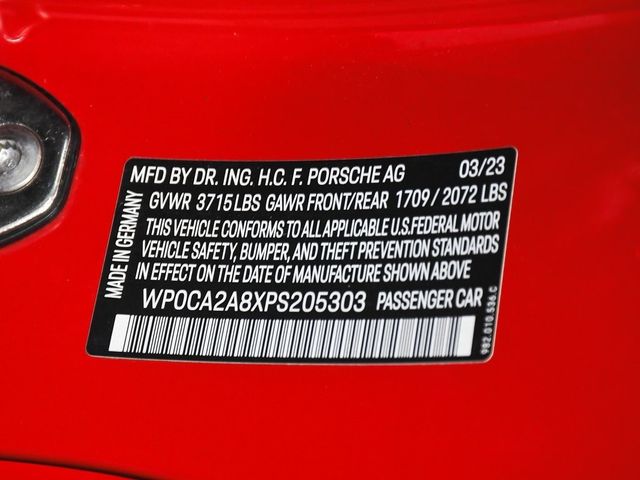 MFD BY DR. ING. H.C. F. PORSCHE AG 03/23
GVWR 3715 LBS GAWR FRONT/REAR 1709 / 2072 LBS
THIS VEHICLE CONFORMS TO ALL APPLICABLE U.S. FEDERAL MOTOR
VEHICLE SAFETY, BUMPER, AND THEFT PREVENTION STANDARDS
IN EFFECT ON THE DATE OF MANUFACTURE SHOWN ABOVE
WP0CA2A8XPS205303 PASSENGER CAR
MADE IN GERMANY
982.010.536.C